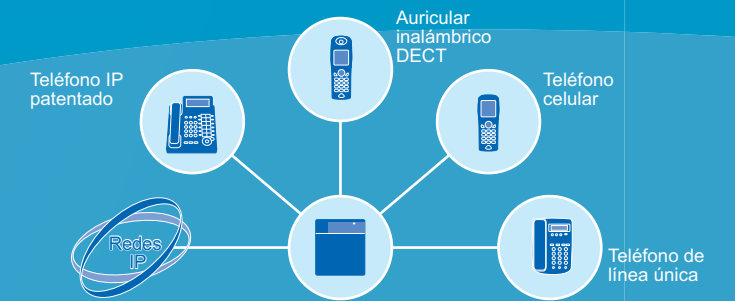 Auricular
inalámbrico
DECT
Teléfono IP
patentado
Teléfono
celular
Redes
IP
Teléfono de
línea única